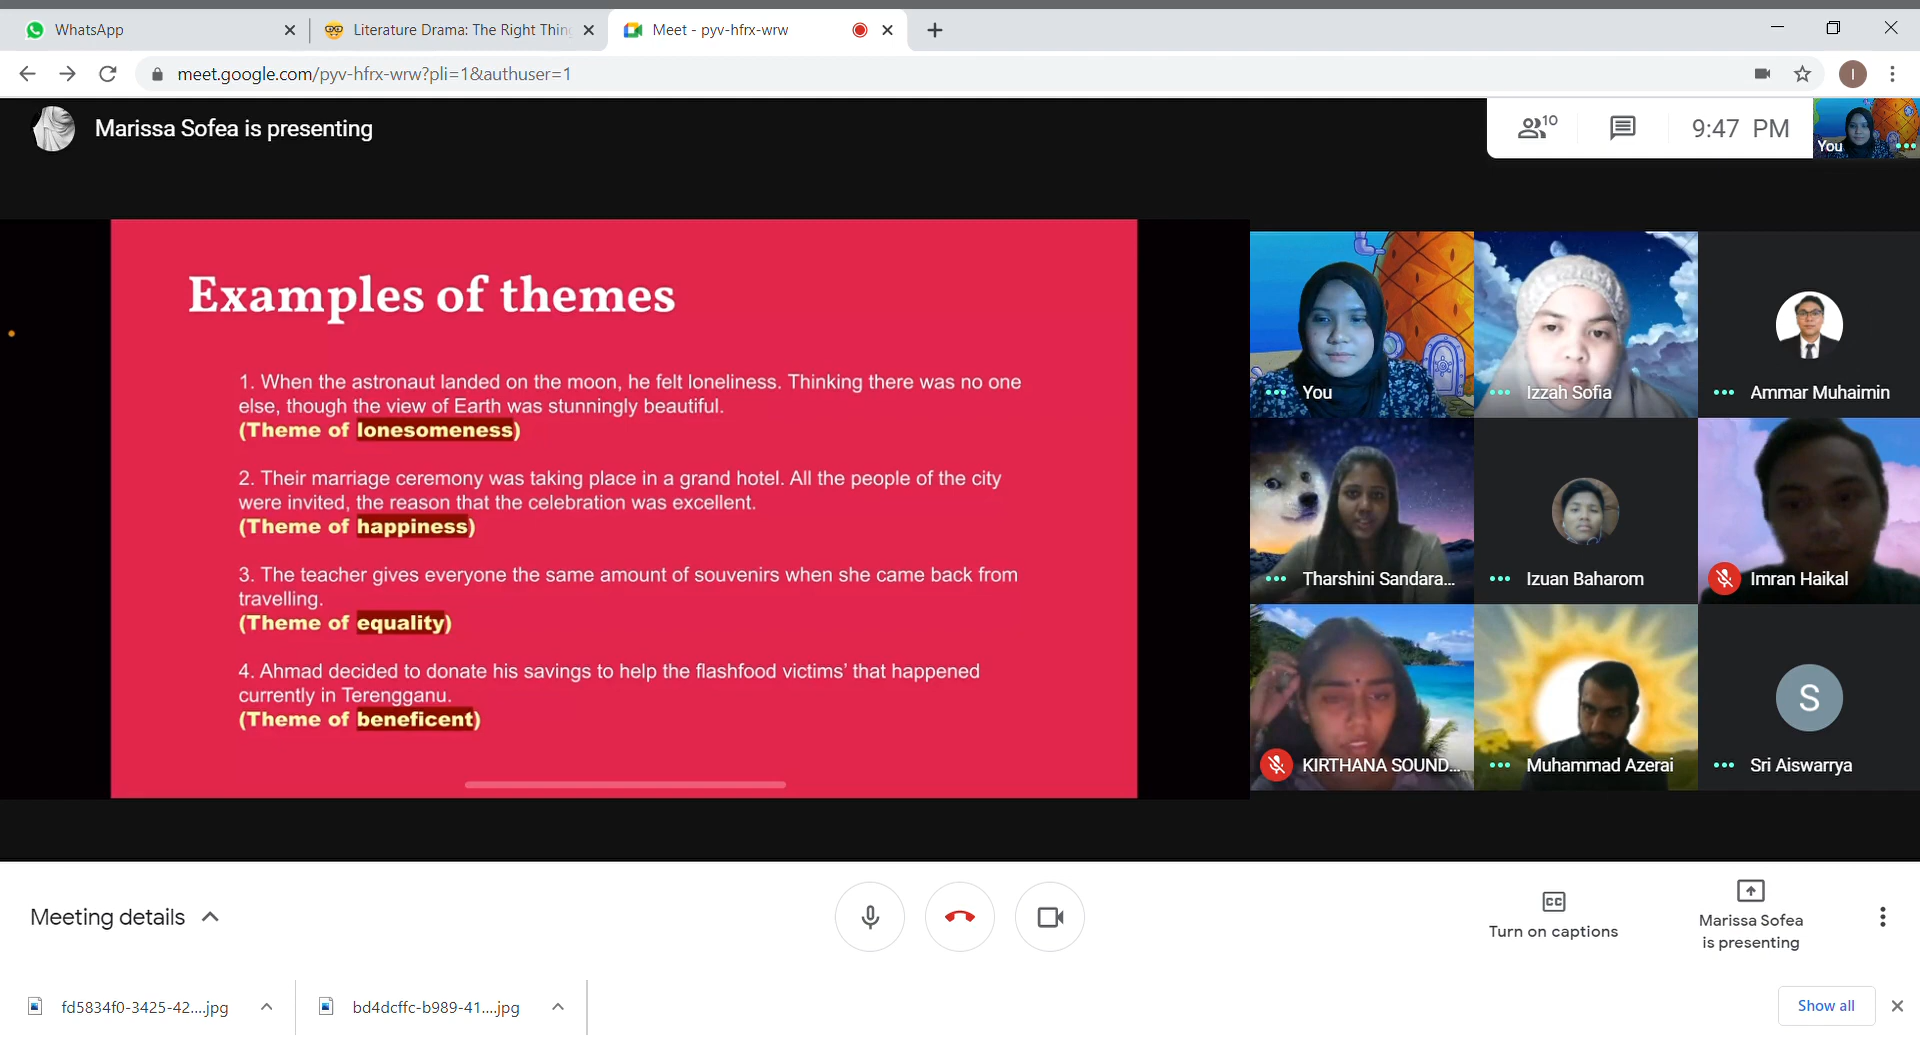 WhatsApp
Literature Drama: The Right Thin
Meet - pyv-hfrx-wrw
meet.google.com/pyv-hfrx-wrw?pli=1&authuser=1
I
Marissa Sofea is presenting
10
9:47 PM
You
Examples of themes
1. When the astronaut landed on the moon, he felt loneliness. Thinking there was no one
else, though the view of Earth was stunningly beautiful.
(Theme of lonesomeness)
2. Their marriage ceremony was taking place in a grand hotel. All the people of the city
were invited, the reason that the celebration was excellent.
(Theme of happiness)
3. The teacher gives everyone the same amount of souvenirs when she came back from
travelling.
(Theme of equality)
4. Ahmad decided to donate his savings to help the flashfood victims’ that happened
currently in Terengganu.
(Theme of beneficent)
You
Izzah Sofia
Ammar Muhaimin
Tharshini Sandara...
Izuan Baharom
Imran Haikal
KIRTHANA SOUND...
Muhammad Azerai
S
Sri Aiswarrya
Meeting details
CC
Turn on captions
Marissa Sofea
is presenting
fd5834f0-3425-42....jpg
bd4dcffc-b989-41....jpg
Show all